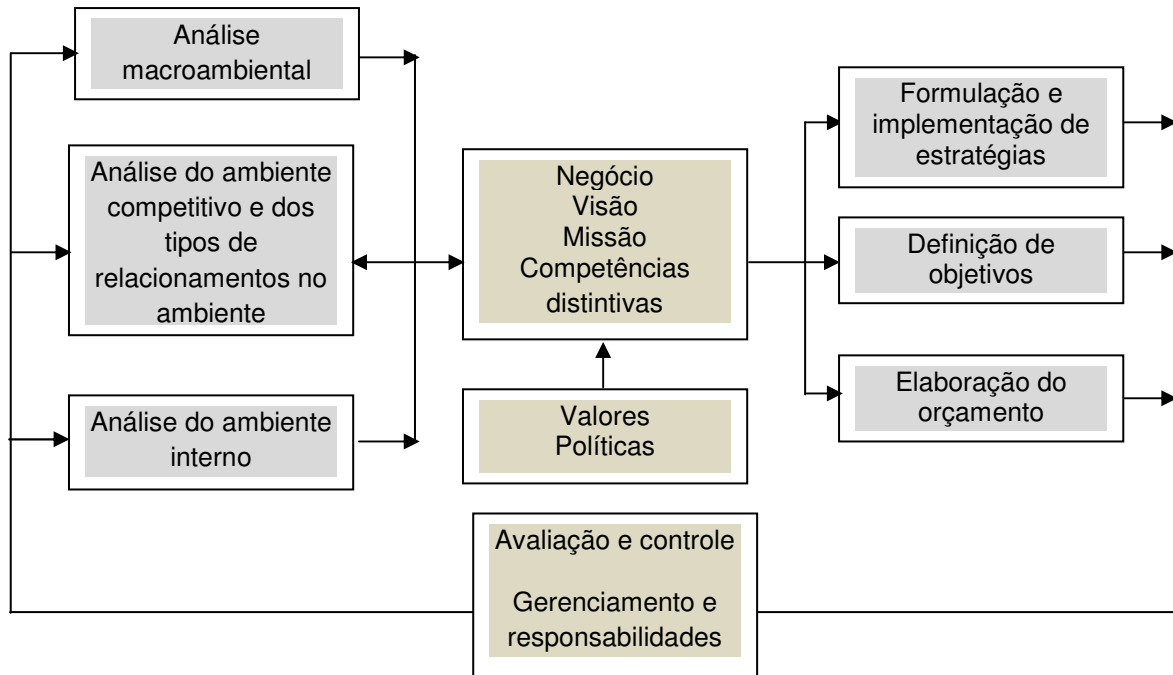 Análise
macroambiental
Análise do ambiente
competitivo e dos
tipos de
relacionamentos no
ambiente
Análise do ambiente
interno
Negócio
Visão
Missão
Competências
distintivas
Valores
Políticas
Formulação e
implementação de
estratégias
Definição de
objetivos
Elaboração do
orçamento
Avaliação e controle
Gerenciamento e
responsabilidades